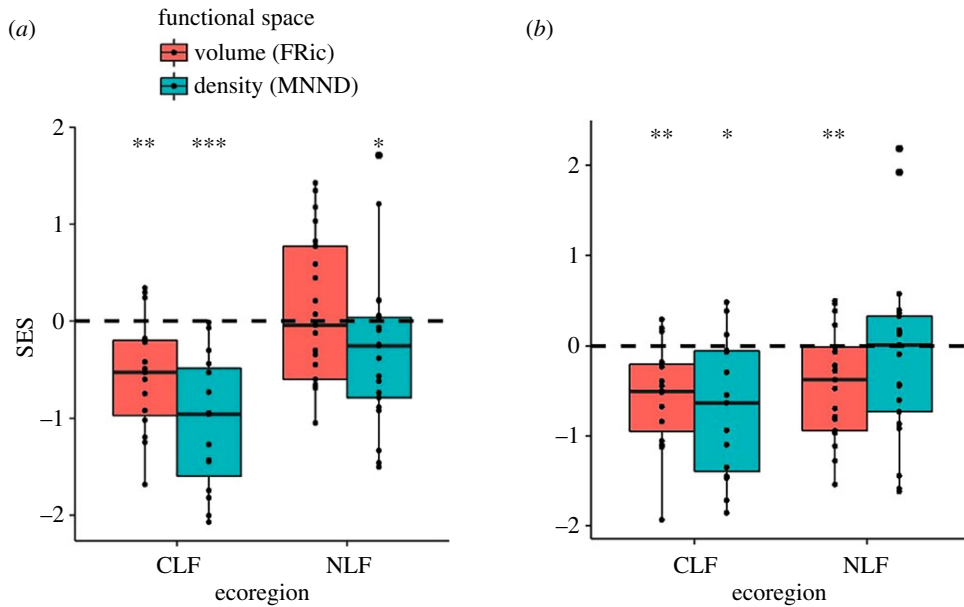 functional space
(a)
volume (FRic)
density (MNND)
(b)
** *** *
2
1
0
−1
−2
SES
CLF NLF
ecoregion
** * **
2
1
0
−1
−2
CLF NLF
ecoregion